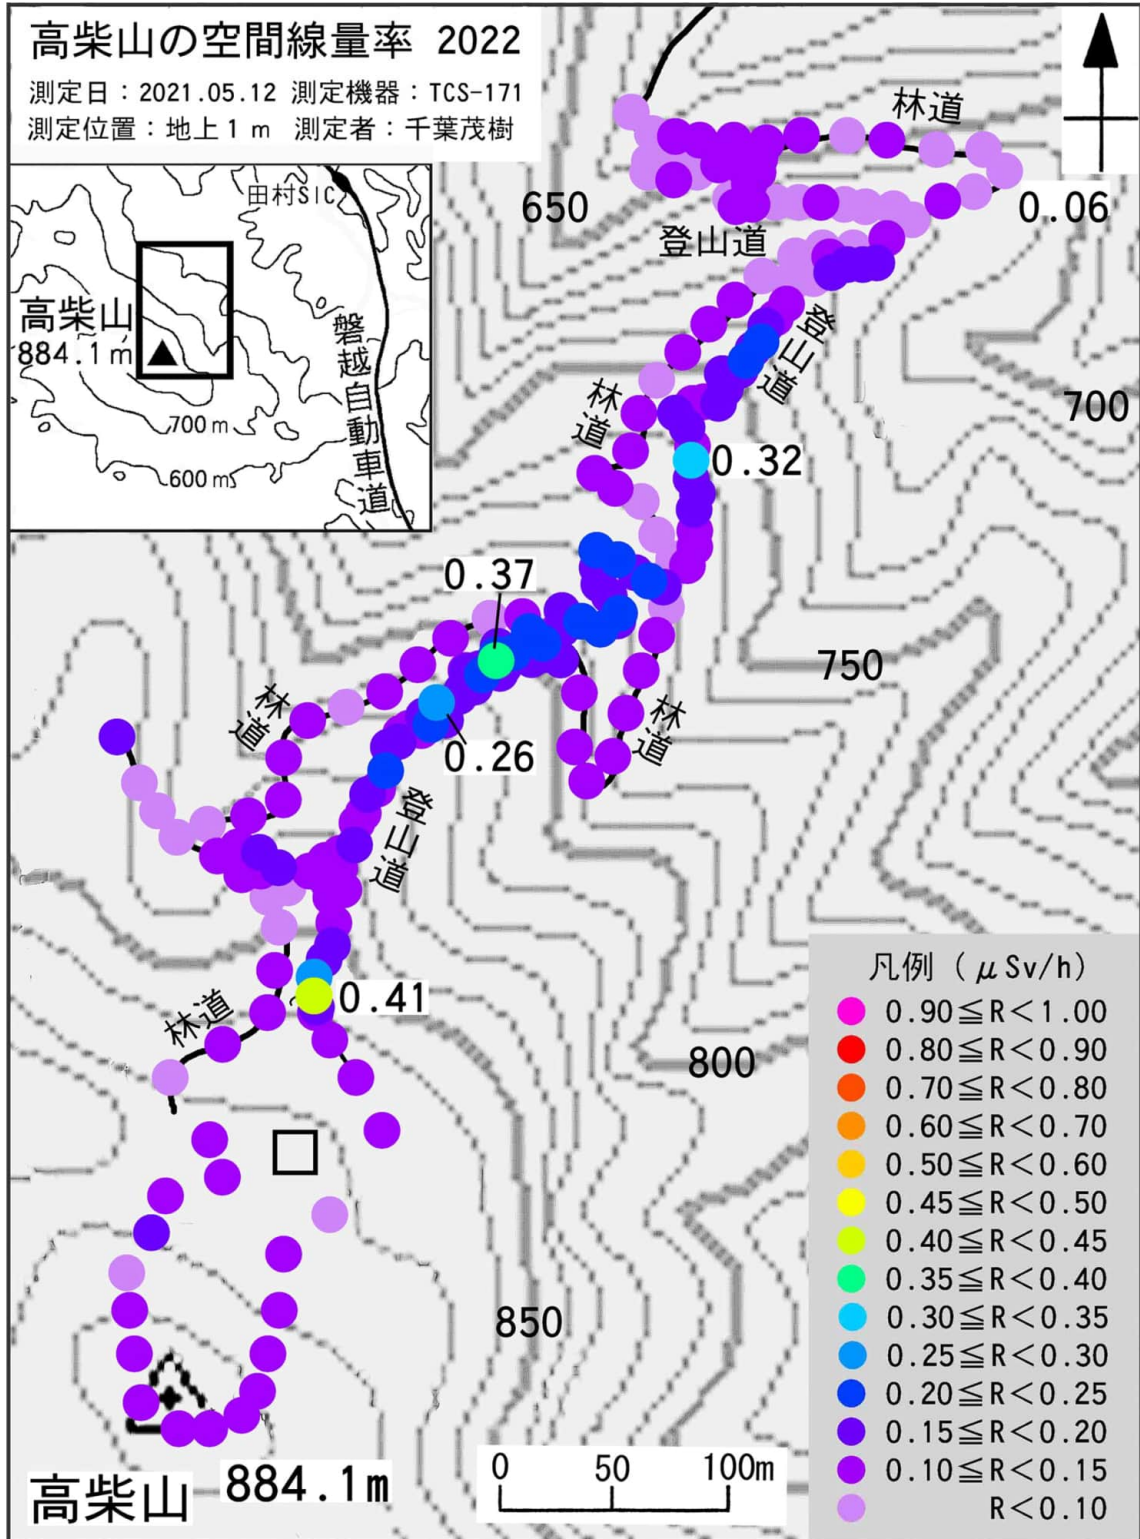 高柴山の空間線量率 2022
測定日：2021.05.12 測定機器：TCS-171
測定位置：地上1m 測定者：千葉茂樹
田村SIC
高柴山
884.1m
磐越自動車道
700m
600m
林道
650
0.06
登山道
登山道
700
林道
0.32
0.37
750
林道
林道
0.26
登山道
0.41
林道
800
850
高柴山 884.1m
0 50 100m
凡例（μSv/h）
0.90≦R＜1.00
0.80≦R＜0.90
0.70≦R＜0.80
0.60≦R＜0.70
0.50≦R＜0.60
0.45≦R＜0.50
0.40≦R＜0.45
0.35≦R＜0.40
0.30≦R＜0.35
0.25≦R＜0.30
0.20≦R＜0.25
0.15≦R＜0.20
0.10≦R＜0.15
R＜0.10